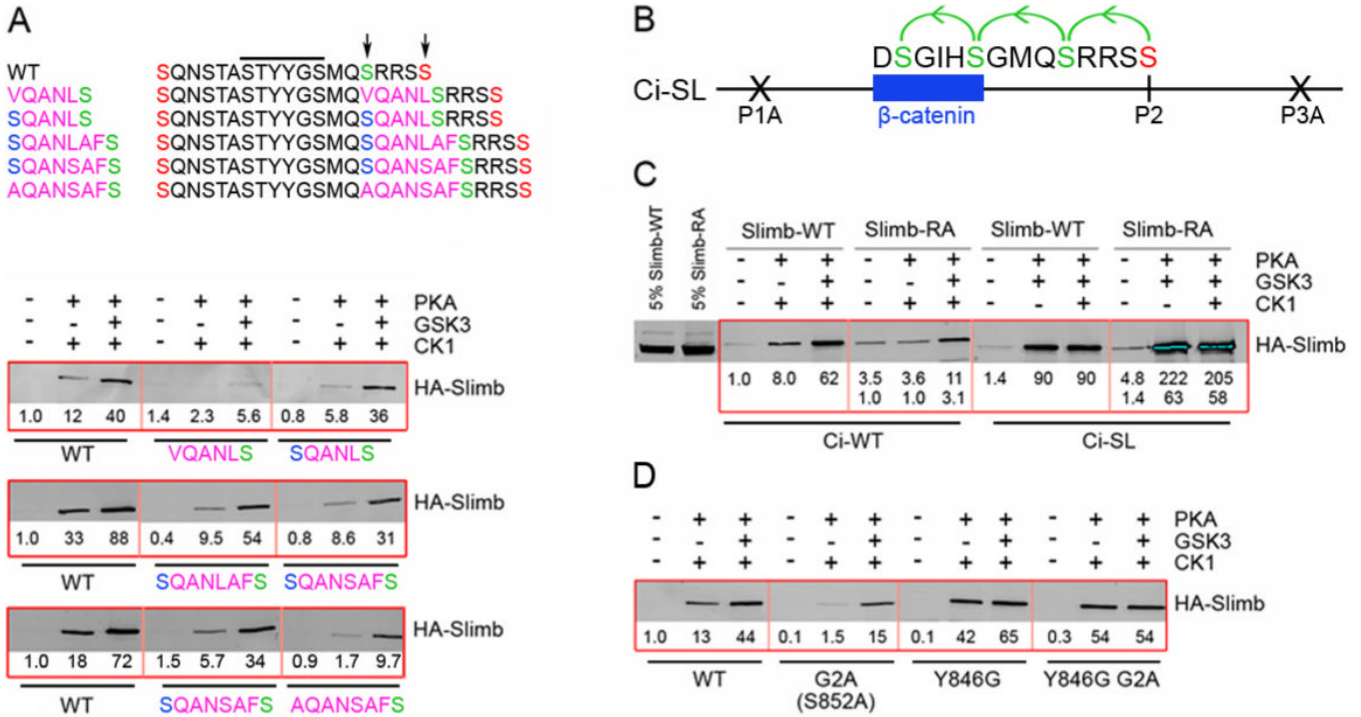 A
WT SQNSTASTYYGSMQSRRSS
VQANLS SQNSTASTYYGSMQVQANLSRRSS
SQANLS SQNSTASTYYGSMQSQANLSRRSS
SQANLAFS SQNSTASTYYGSMQSQANLAFSRRSS
SQANSAFS SQNSTASTYYGSMQSQANSAFSRRSS
AQANSAFS SQNSTASTYYGSMQAQANSAFSRRSS
- + + - + + - + + PKA
- - + - - + - - + GSK3
- + + - + + - + + CK1
HA-Slimb
1.0 12 40 1.4 2.3 5.6 0.8 5.8 36
WT VQANLS SQANLS
HA-Slimb
1.0 33 88 0.4 9.5 54 0.8 8.6 31
WT SQANLAFS SQANSAFS
HA-Slimb
1.0 18 72 1.5 5.7 34 0.9 1.7 9.7
WT SQANSAFS AQANSAFS
B
DSGIHSGMQSRRSS
Ci-SL
P1A β-catenin P2 P3A
C
5% Slimb-WT
5% Slimb-RA
Slimb-WT Slimb-RA Slimb-WT Slimb-RA
- + + - + + - + + - + + PKA
- - + - - + - + + - + + GSK3
- + + - + + - - + - - + CK1
HA-Slimb
1.0 8.0 62 3.5 3.6 11 1.4 90 90 4.8 222 205
1.0 1.0 3.1 1.4 63 58
Ci-WT Ci-SL
D
- + + - + + - + + - + + PKA
- - + - - + - - + - - + GSK3
- + + - + + - + + - + + CK1
HA-Slimb
1.0 13 44 0.1 1.5 15 0.1 42 65 0.3 54 54
WT G2A Y846G Y846G G2A
(S852A)